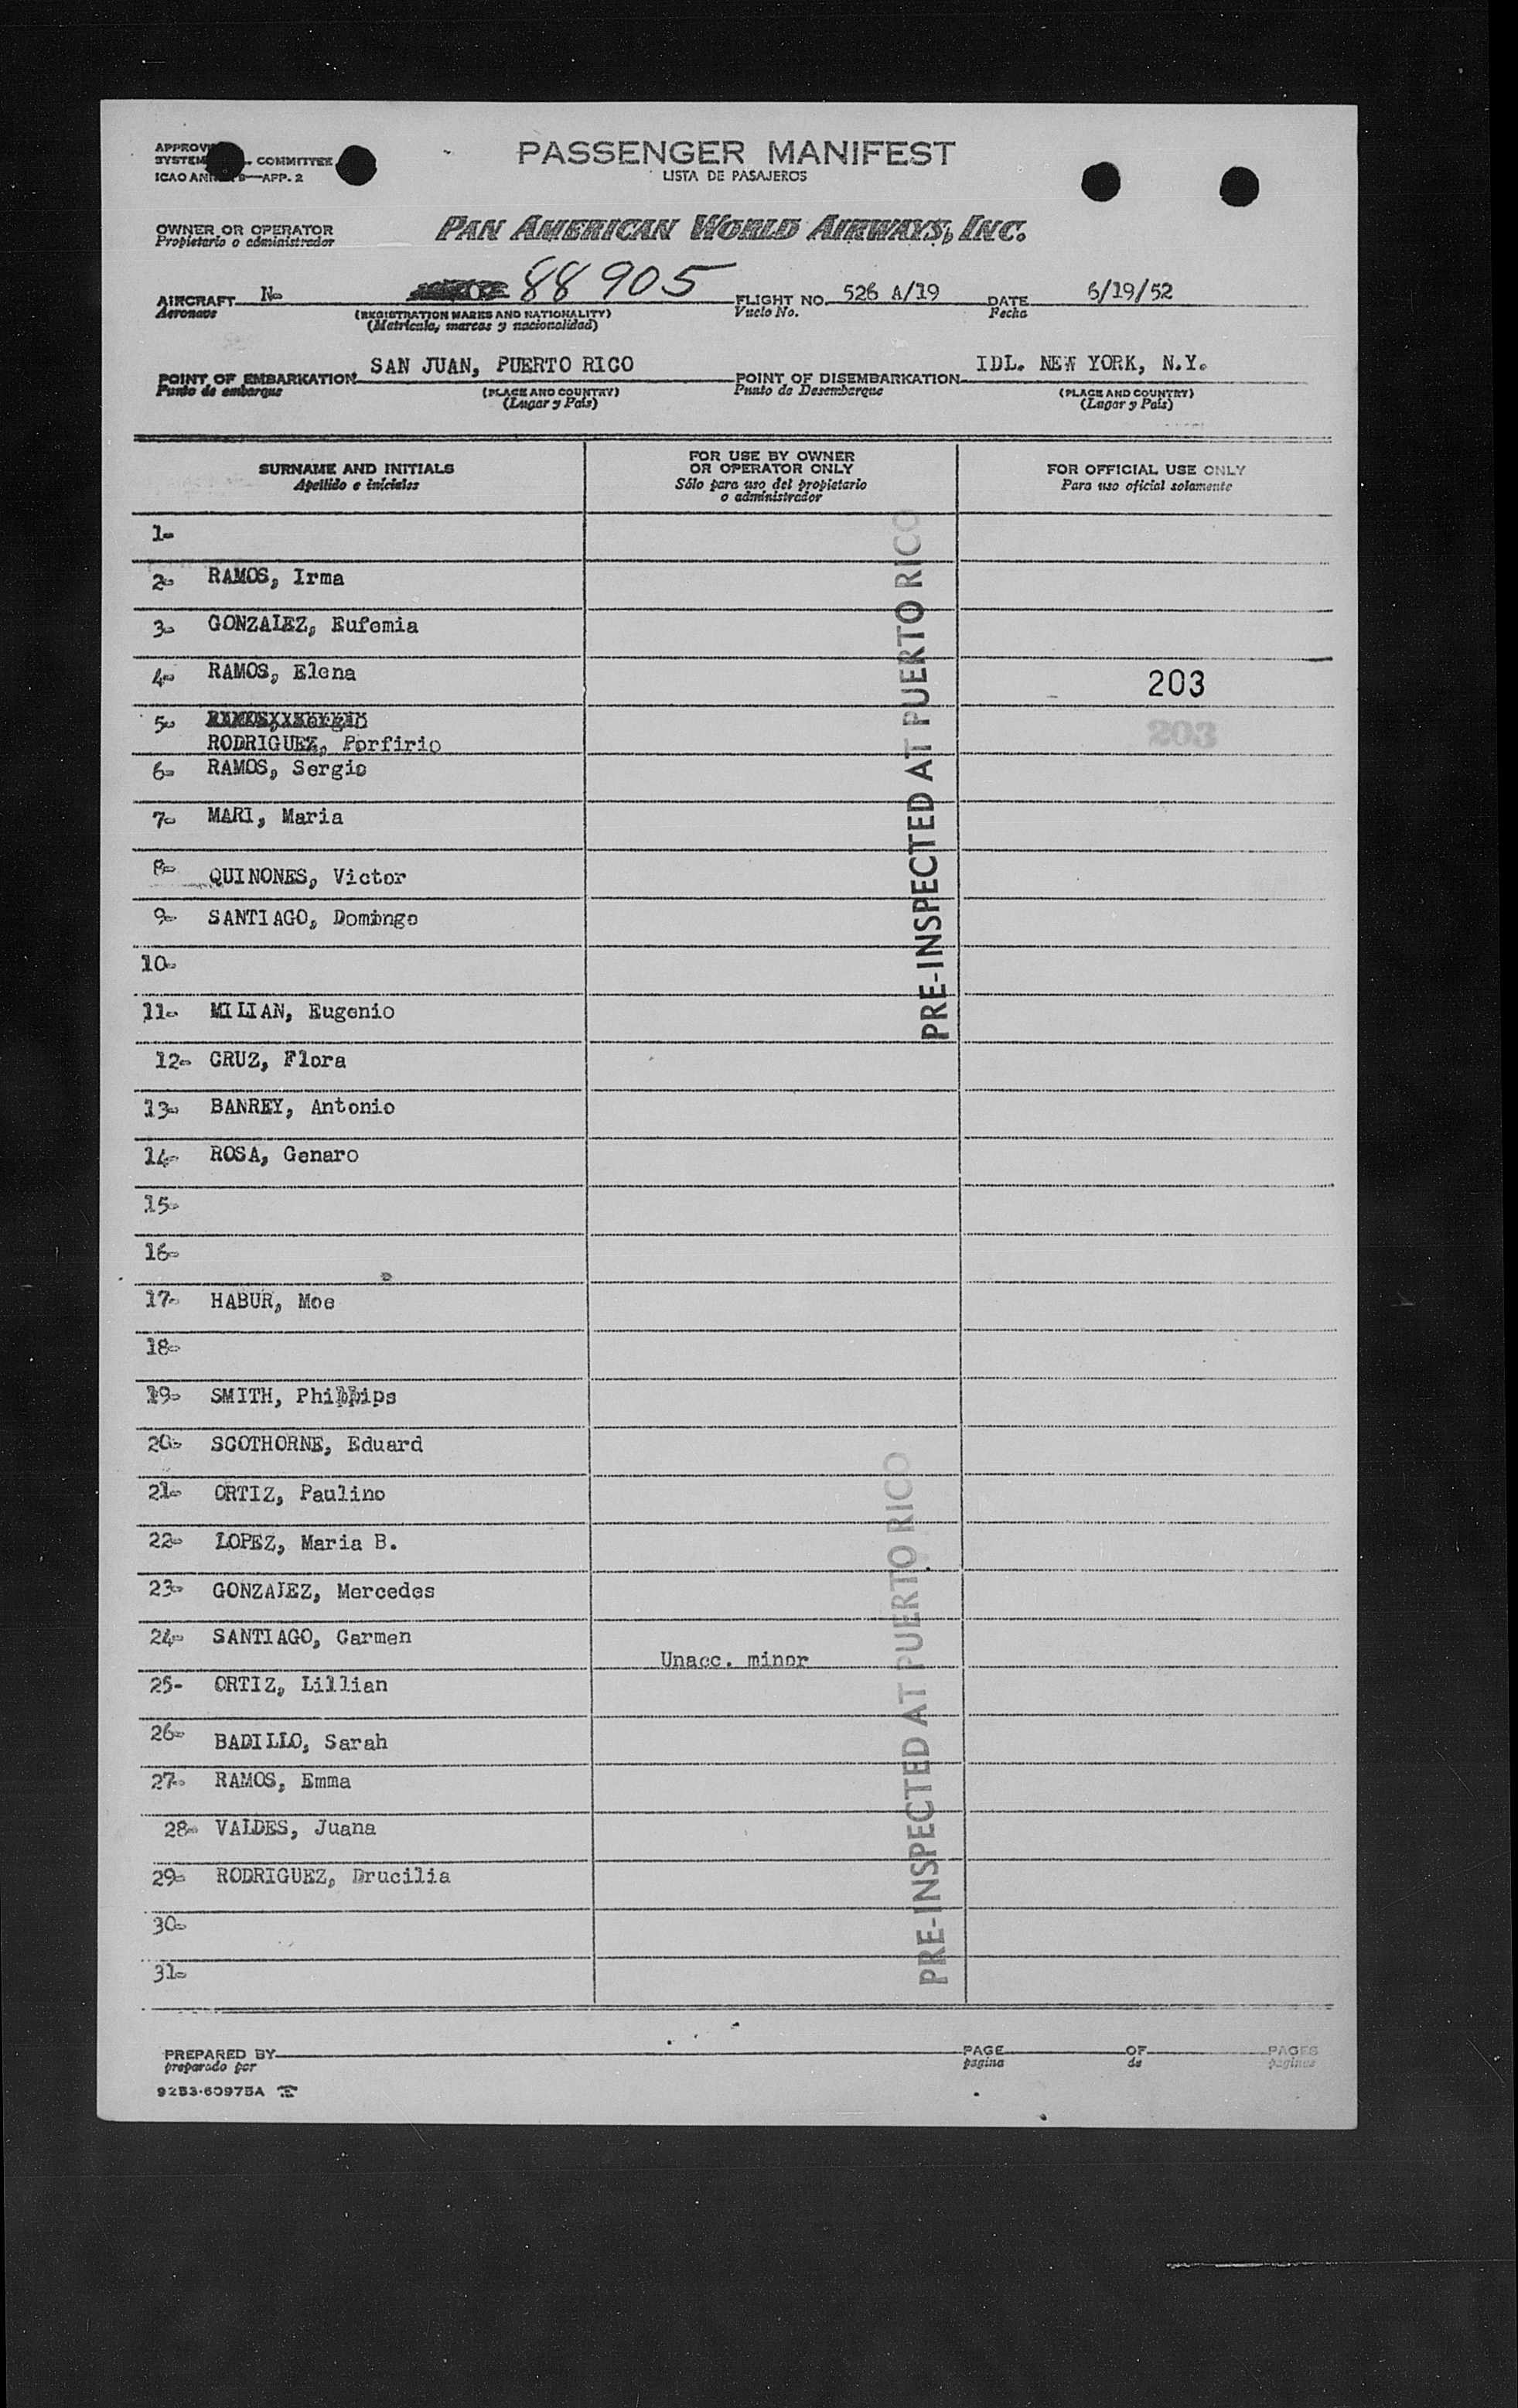 PASSENGER MANIFEST
LISTA DE PASAJEROS
COMMITTEE
ICAO
APP. 2
OWNER OR OPERATOR
Propietario o administrador
PAN AMERICAN WORLD AIRWAYS, INC.
AIRCRAFT N- 88905 FLIGHT NO. 526 A/19 DATE 6/19/52
Aeronave Vuelo No. Fecha
(REGISTRATION MARKS AND NATIONALITY)
(Matrícula, marcas y nacionalidad)
POINT OF EMBARKATION SAN JUAN, PUERTO RICO POINT OF DISEMBARKATION IDL. NEW YORK, N.Y.
Punto de embarque (PLACE AND COUNTRY) Punto de Desembarque (PLACE AND COUNTRY)
(Lugar y País) (Lugar y País)
SURNAME AND INITIALS
Apellido e iniciales
FOR USE BY OWNER
OR OPERATOR ONLY
Sólo para uso del propietario
o administrador
FOR OFFICIAL USE ONLY
Para uso oficial solamente
1-
2- RAMOS, Irma
3- GONZALEZ, Eufemia
4- RAMOS, Elena
203
203
5-
RODRIGUEZ, Porfirio
6- RAMOS, Sergio
7- MARI, Maria
8- QUINONES, Victor
9- SANTIAGO, Domingo
10-
11- MILIAN, Eugenio
12- CRUZ, Flora
13- BANREY, Antonio
14- ROSA, Genaro
15-
16-
17- HABUR, Moe
18-
19- SMITH, Phillips
20- SCOTHORNE, Eduard
21- ORTIZ, Paulino
22- LOPEZ, Maria B.
23- GONZALEZ, Mercedes
24- SANTIAGO, Carmen
Unacc. minor
25- ORTIZ, Lillian
26- BADILLO, Sarah
27- RAMOS, Emma
28- VALDES, Juana
29- RODRIGUEZ, Drucilia
30-
31-
PRE-INSPECTED AT PUERTO RICO
PRE-INSPECTED AT PUERTO RICO
PREPARED BY PAGE OF PAGES
preparado por pagina de paginas
9253-60975A